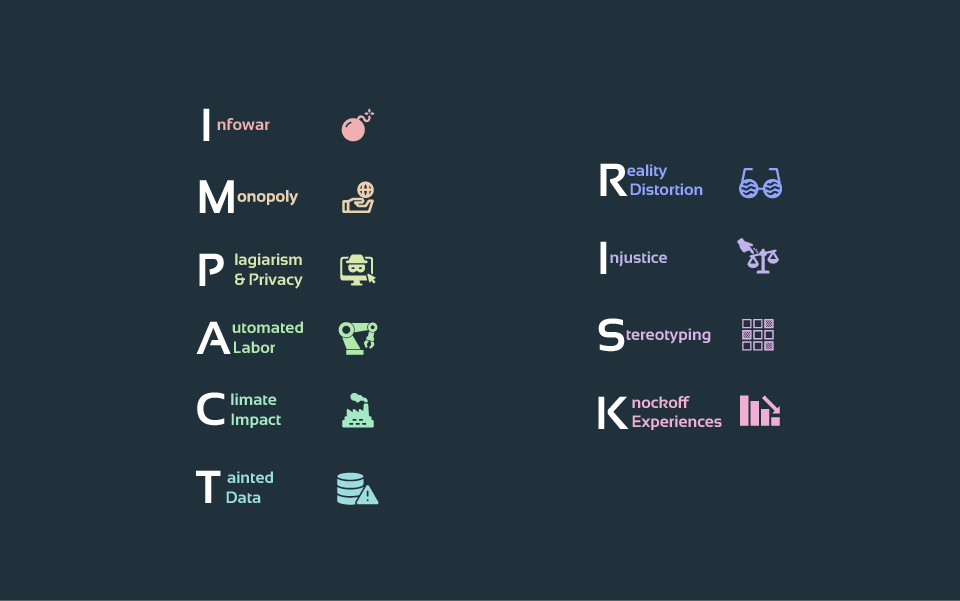 Infowar
Monopoly
Plagiarism
& Privacy
Automated
Labor
Climate
Impact
Tainted
Data
Reality
Distortion
Injustice
Stereotyping
Knockoff
Experiences